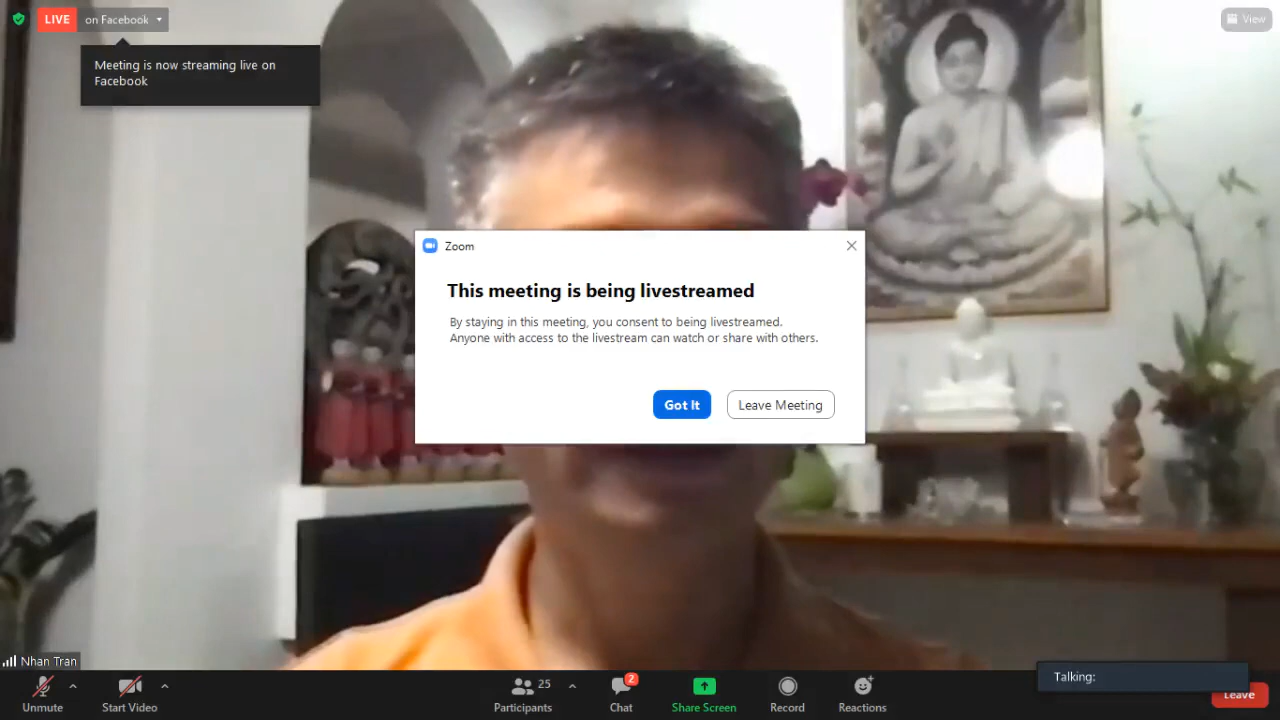 LIVE on Facebook
View
Meeting is now streaming live on
Facebook
Zoom
This meeting is being livestreamed
By staying in this meeting, you consent to being livestreamed.
Anyone with access to the livestream can watch or share with others.
Got It
Leave Meeting
Nhan Tran
Talking:
Unmute
Start Video
25
Participants
2
Chat
Share Screen
Record
Reactions
Leave